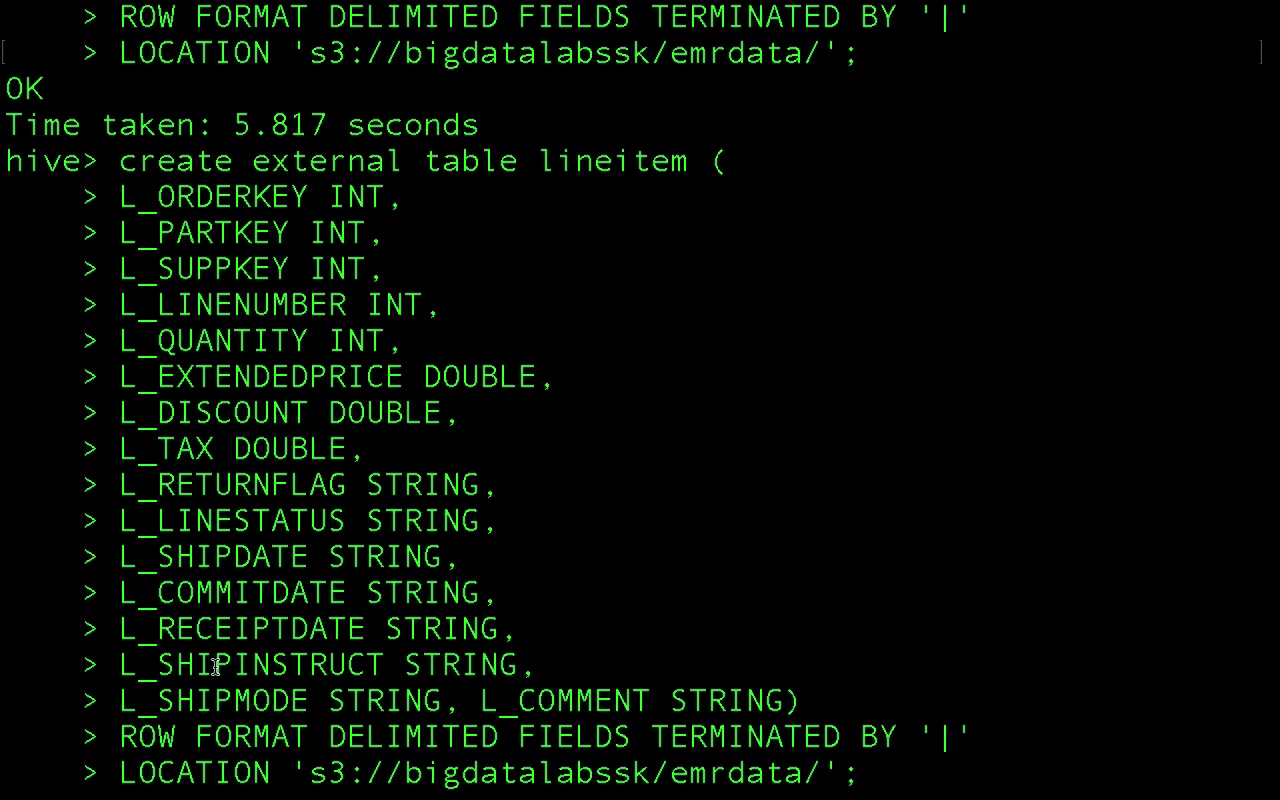 > ROW FORMAT DELIMITED FIELDS TERMINATED BY '|'
> LOCATION 's3://bigdatalabssk/emrdata/';
OK
Time taken: 5.817 seconds
hive> create external table lineitem (
> L_ORDERKEY INT,
> L_PARTKEY INT,
> L_SUPPKEY INT,
> L_LINENUMBER INT,
> L_QUANTITY INT,
> L_EXTENDEDPRICE DOUBLE,
> L_DISCOUNT DOUBLE,
> L_TAX DOUBLE,
> L_RETURNFLAG STRING,
> L_LINESTATUS STRING,
> L_SHIPDATE STRING,
> L_COMMITDATE STRING,
> L_RECEIPTDATE STRING,
> L_SHIPINSTRUCT STRING,
> L_SHIPMODE STRING, L_COMMENT STRING)
> ROW FORMAT DELIMITED FIELDS TERMINATED BY '|'
> LOCATION 's3://bigdatalabssk/emrdata/';